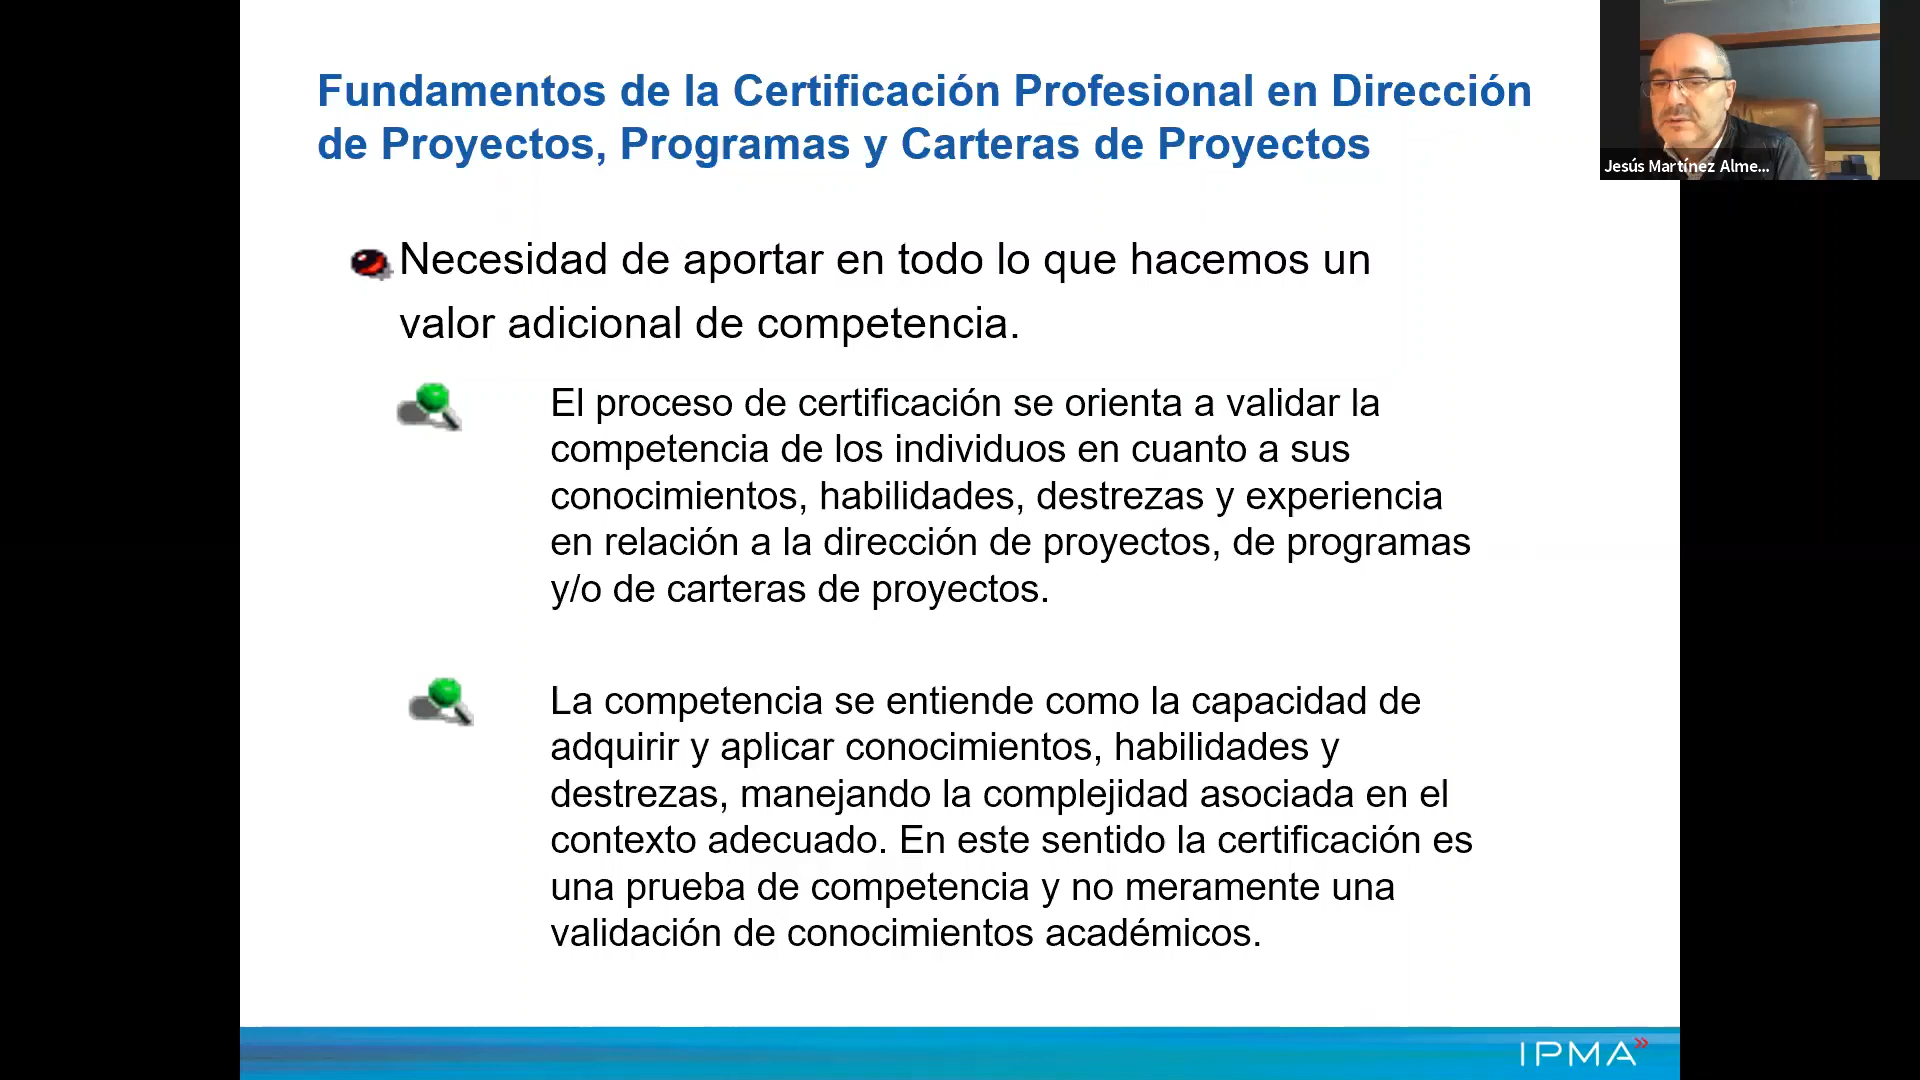 Fundamentos de la Certificación Profesional en Dirección
de Proyectos, Programas y Carteras de Proyectos
Necesidad de aportar en todo lo que hacemos un
valor adicional de competencia.
El proceso de certificación se orienta a validar la
competencia de los individuos en cuanto a sus
conocimientos, habilidades, destrezas y experiencia
en relación a la dirección de proyectos, de programas
y/o de carteras de proyectos.
La competencia se entiende como la capacidad de
adquirir y aplicar conocimientos, habilidades y
destrezas, manejando la complejidad asociada en el
contexto adecuado. En este sentido la certificación es
una prueba de competencia y no meramente una
validación de conocimientos académicos.
Jesús Martínez Alme...
IPMA